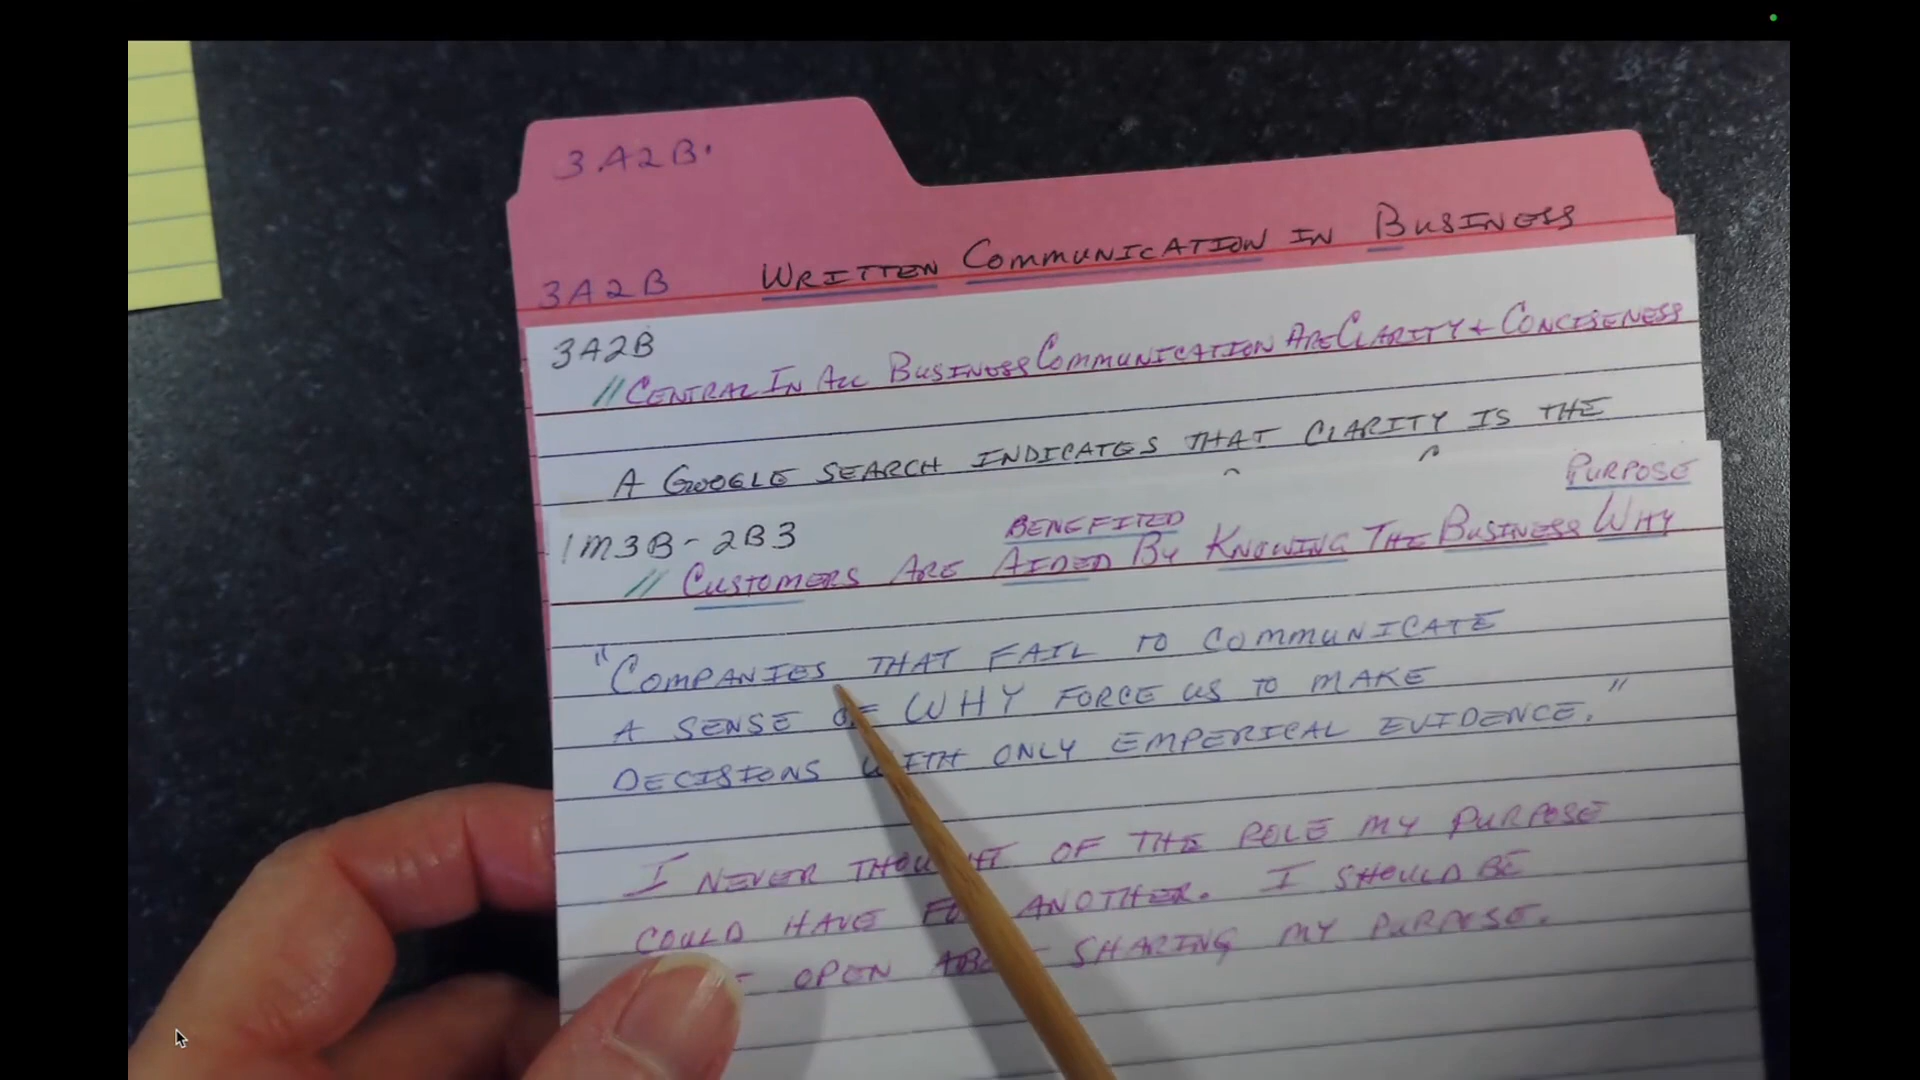 3A2B.
3A2B WRITTEN COMMUNICATION IN BUSINESS
3A2B
// CENTRAL IN ALL BUSINESS COMMUNICATION ARE CLARITY + CONCISENESS
A GOOGLE SEARCH INDICATES THAT CLARITY IS THE
PURPOSE
1M3B-2B3 BENEFITED
// CUSTOMERS ARE AIDED BY KNOWING THE BUSINESS WHY
"COMPANIES THAT FAIL TO COMMUNICATE
A SENSE OF WHY FORCE US TO MAKE
DECISIONS WITH ONLY EMPERICAL EVIDENCE."
I NEVER THOUGHT OF THE ROLE MY PURPOSE
COULD HAVE FOR ANOTHER. I SHOULD BE
OPEN ABOUT SHARING MY PURPOSE.